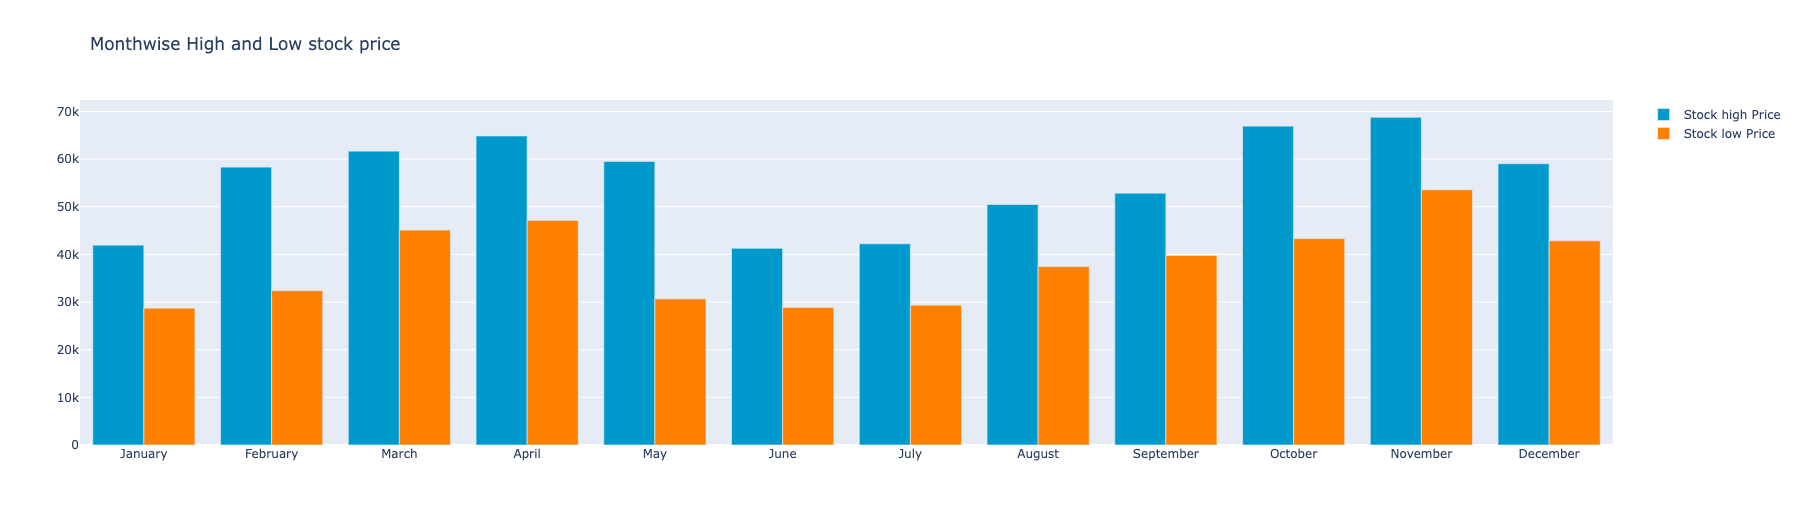 Monthwise High and Low stock price
70k
60k
50k
40k
30k
20k
10k
0
January February March April May June July August September October November December
Stock high Price
Stock low Price